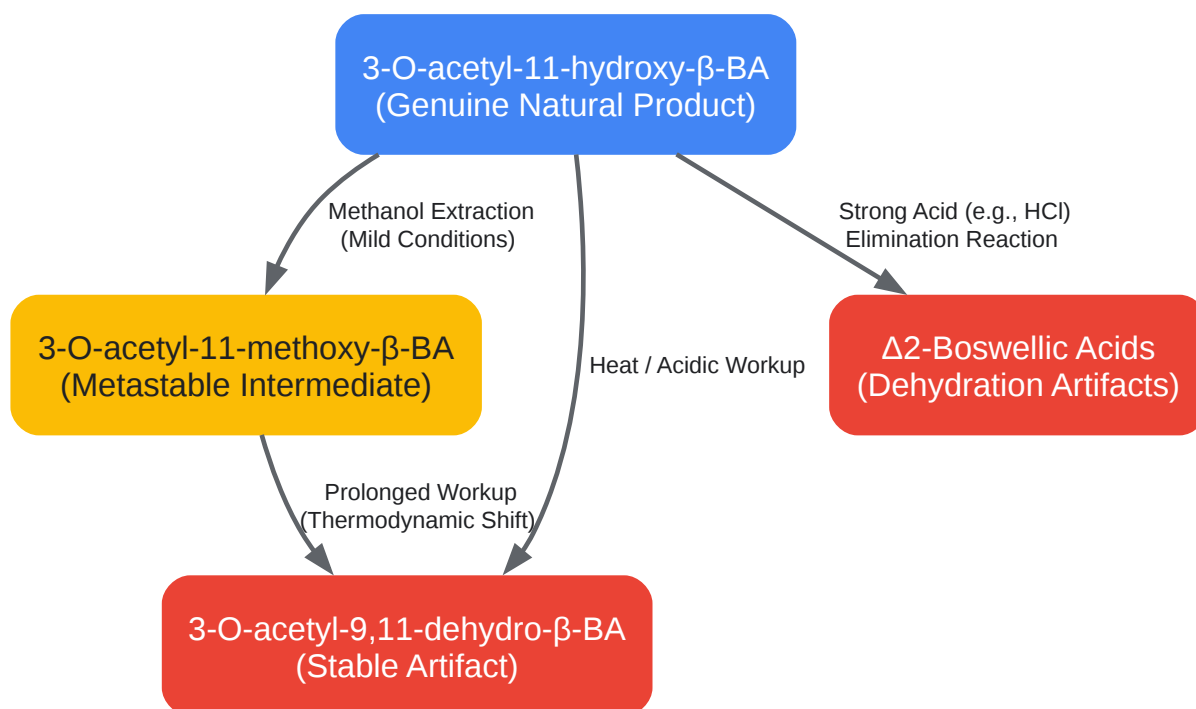 3-O-acetyl-11-hydroxy-β-BA
(Genuine Natural Product)
Methanol Extraction
(Mild Conditions)
Strong Acid (e.g., HCl)
Elimination Reaction
3-O-acetyl-11-methoxy-β-BA
(Metastable Intermediate)
Heat / Acidic Workup
Δ2-Boswellic Acids
(Dehydration Artifacts)
Prolonged Workup
(Thermodynamic Shift)
3-O-acetyl-9,11-dehydro-β-BA
(Stable Artifact)